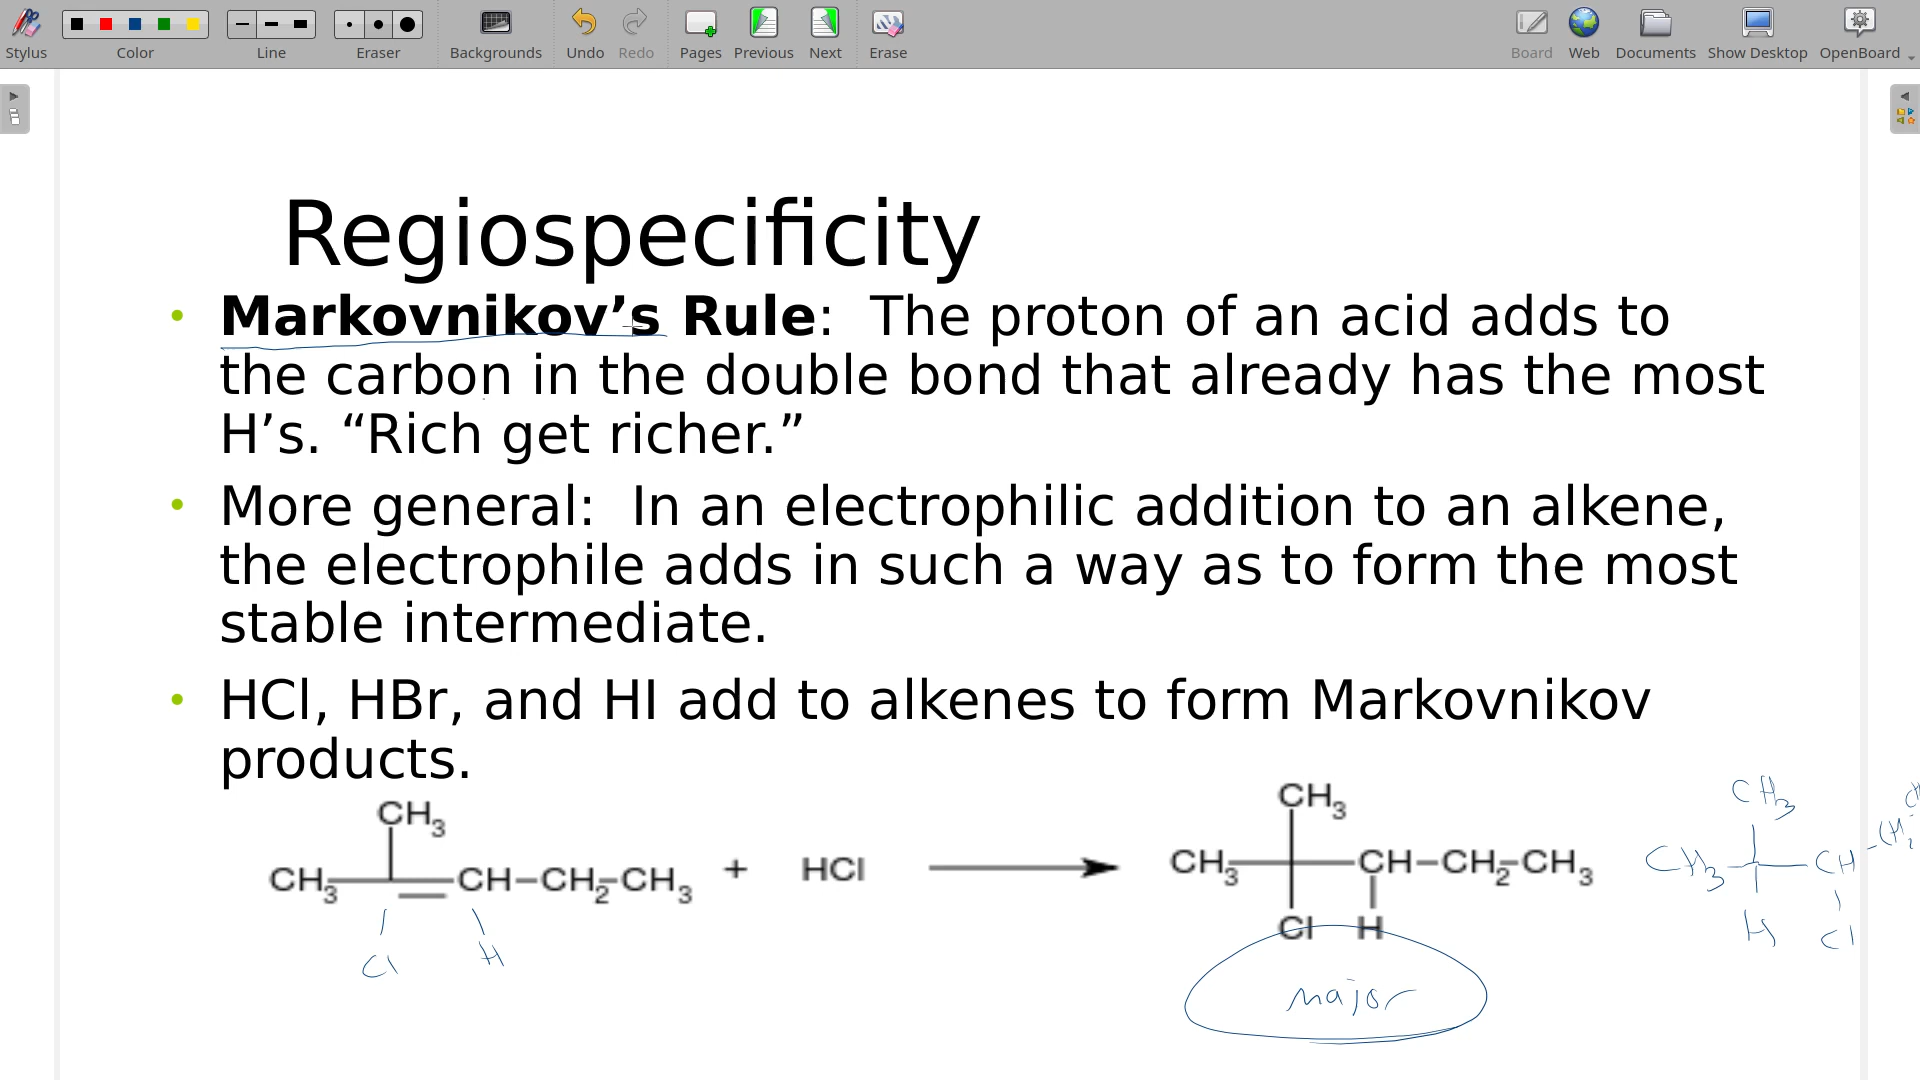 Stylus Color Line Eraser Backgrounds Undo Redo Pages Previous Next Erase Board Web Documents Show Desktop OpenBoard
Regiospecificity
• Markovnikov’s Rule:  The proton of an acid adds to
the carbon in the double bond that already has the most
H’s. “Rich get richer.”
• More general:  In an electrophilic addition to an alkene,
the electrophile adds in such a way as to form the most
stable intermediate.
• HCl, HBr, and HI add to alkenes to form Markovnikov
products.
CH3
CH3 CH–CH2–CH3 + HCl
Cl H
CH3
CH3 CH–CH2–CH3
Cl H
major
CH3
CH3 CH CH2
H Cl